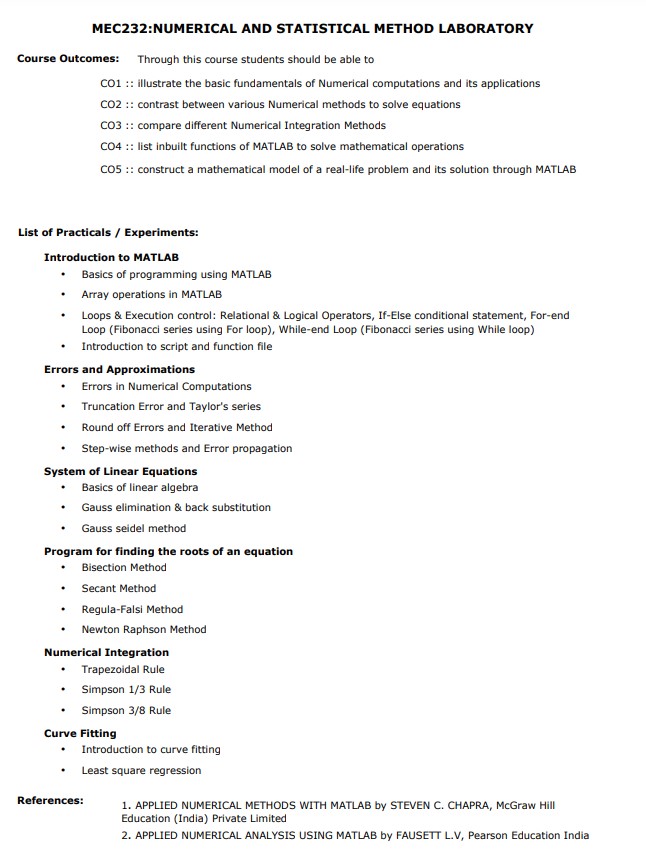 MEC232:NUMERICAL AND STATISTICAL METHOD LABORATORY
Course Outcomes: Through this course students should be able to
CO1 :: illustrate the basic fundamentals of Numerical computations and its applications
CO2 :: contrast between various Numerical methods to solve equations
CO3 :: compare different Numerical Integration Methods
CO4 :: list inbuilt functions of MATLAB to solve mathematical operations
CO5 :: construct a mathematical model of a real-life problem and its solution through MATLAB
List of Practicals / Experiments:
Introduction to MATLAB
• Basics of programming using MATLAB
• Array operations in MATLAB
• Loops & Execution control: Relational & Logical Operators, If-Else conditional statement, For-end
Loop (Fibonacci series using For loop), While-end Loop (Fibonacci series using While loop)
• Introduction to script and function file
Errors and Approximations
• Errors in Numerical Computations
• Truncation Error and Taylor's series
• Round off Errors and Iterative Method
• Step-wise methods and Error propagation
System of Linear Equations
• Basics of linear algebra
• Gauss elimination & back substitution
• Gauss seidel method
Program for finding the roots of an equation
• Bisection Method
• Secant Method
• Regula-Falsi Method
• Newton Raphson Method
Numerical Integration
• Trapezoidal Rule
• Simpson 1/3 Rule
• Simpson 3/8 Rule
Curve Fitting
• Introduction to curve fitting
• Least square regression
References: 1. APPLIED NUMERICAL METHODS WITH MATLAB by STEVEN C. CHAPRA, McGraw Hill
Education (India) Private Limited
2. APPLIED NUMERICAL ANALYSIS USING MATLAB by FAUSETT L.V, Pearson Education India